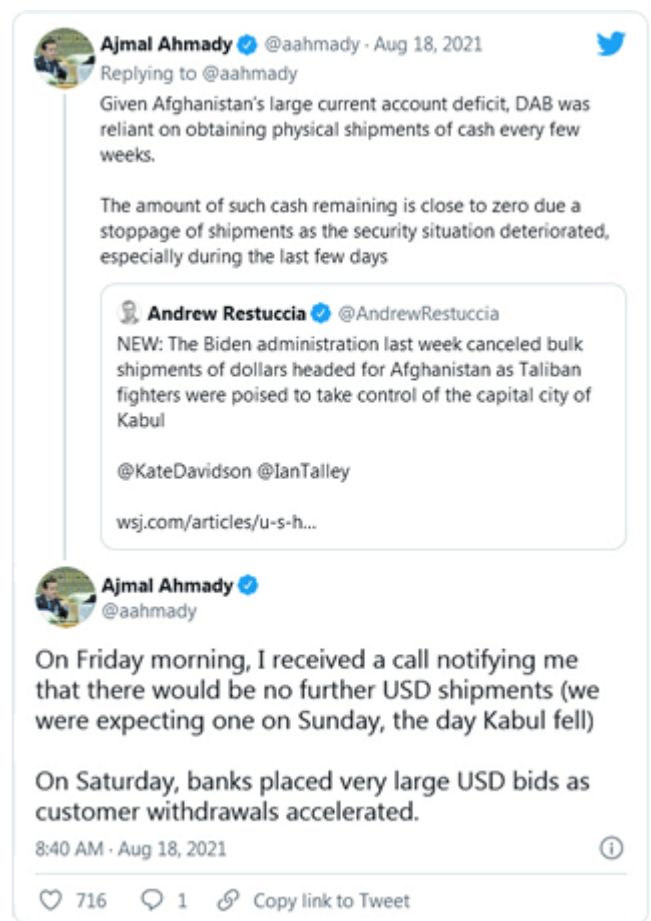 Ajmal Ahmady @aahmady · Aug 18, 2021
Replying to @aahmady
Given Afghanistan's large current account deficit, DAB was
reliant on obtaining physical shipments of cash every few
weeks.
The amount of such cash remaining is close to zero due a
stoppage of shipments as the security situation deteriorated,
especially during the last few days
Andrew Restuccia @AndrewRestuccia
NEW: The Biden administration last week canceled bulk
shipments of dollars headed for Afghanistan as Taliban
fighters were poised to take control of the capital city of
Kabul
@KateDavidson @IanTalley
wsj.com/articles/u-s-h...
Ajmal Ahmady
@aahmady
On Friday morning, I received a call notifying me
that there would be no further USD shipments (we
were expecting one on Sunday, the day Kabul fell)
On Saturday, banks placed very large USD bids as
customer withdrawals accelerated.
8:40 AM · Aug 18, 2021
716 1 Copy link to Tweet